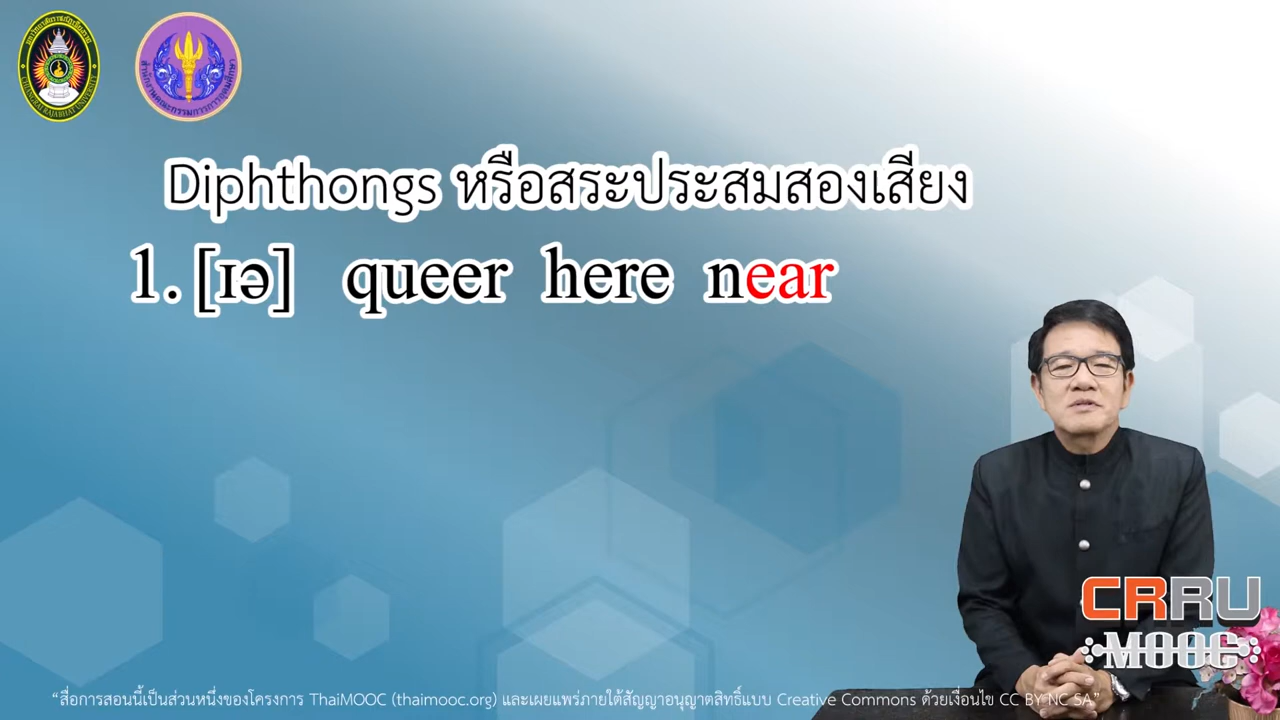 Diphthongs หรือสระประสมสองเสียง
1. [ɪə] queer here near
CRRU
MOOC
“สื่อการสอนนี้เป็นส่วนหนึ่งของโครงการ ThaiMOOC (thaimooc.org) และเผยแพร่ภายใต้สัญญาอนุญาตสิทธิ์แบบ Creative Commons ด้วยเงื่อนไข CC BY NC SA”